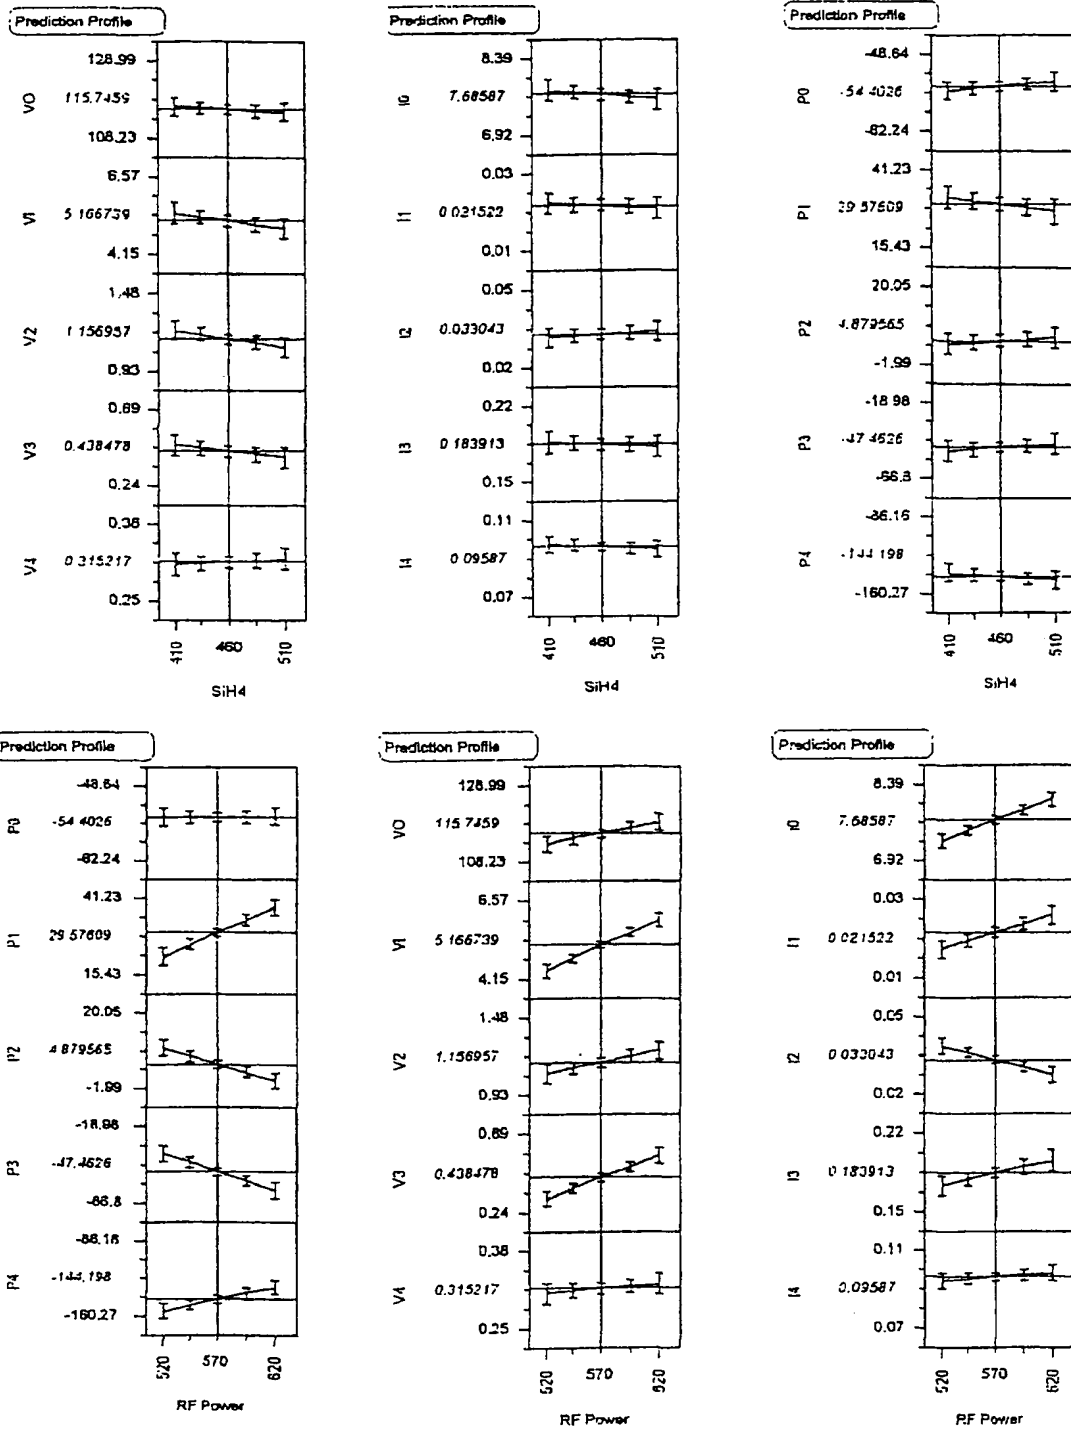 Prediction Profile
128.99
VO 115.7459
108.23
6.57
VI 5.166739
4.15
1.48
V2 1.156957
0.93
0.69
V3 0.438478
0.24
0.38
V4 0.315217
0.25
410 460 510
SiH4
Prediction Profile
8.39
I0 7.68587
6.92
0.03
I1 0.021522
0.01
0.05
I2 0.033043
0.02
0.22
I3 0.183913
0.15
0.11
I4 0.09587
0.07
410 460 510
SiH4
Prediction Profile
-48.64
P0 -54.4026
-62.24
41.23
P1 29.57609
15.43
20.05
P2 4.879565
-1.99
-18.98
P3 -47.4626
-66.8
-86.16
P4 -144.198
-160.27
410 460 510
SiH4
Prediction Profile
-48.64
P0 -54.4026
-62.24
41.23
P1 29.57609
15.43
20.05
P2 4.879565
-1.99
-18.98
P3 -47.4626
-66.8
-86.16
P4 -144.198
-160.27
520 570 620
RF Power
Prediction Profile
128.99
VO 115.7459
108.23
6.57
VI 5.166739
4.15
1.48
V2 1.156957
0.93
0.69
V3 0.438478
0.24
0.38
V4 0.315217
0.25
520 570 620
RF Power
Prediction Profile
8.39
I0 7.68587
6.92
0.03
I1 0.021522
0.01
0.05
I2 0.033043
0.02
0.22
I3 0.183913
0.15
0.11
I4 0.09587
0.07
520 570 620
RF Power